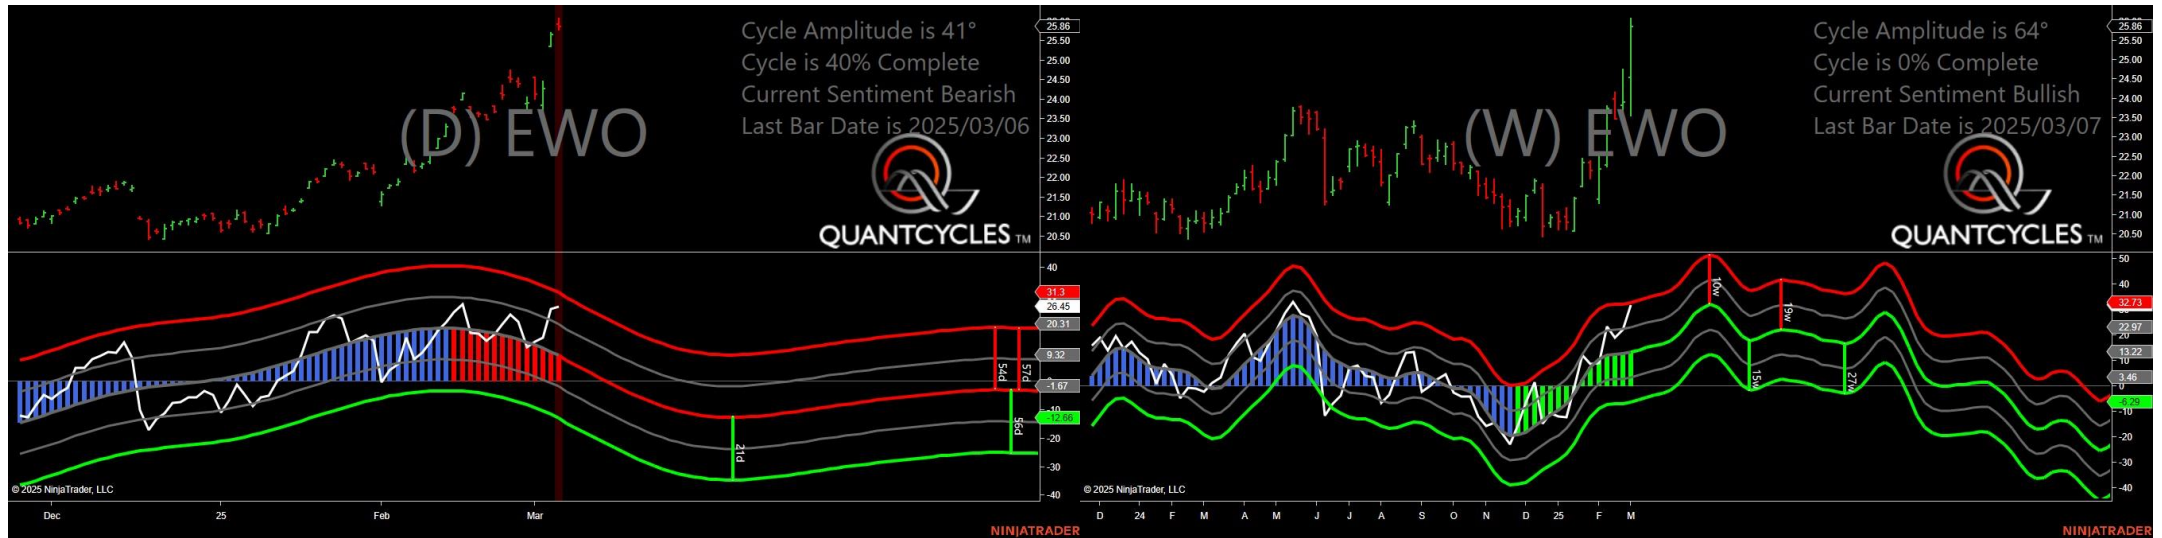 Cycle Amplitude is 41°
Cycle is 40% Complete
Current Sentiment Bearish
Last Bar Date is 2025/03/06
(D) EWO
QUANTCYCLES TM
25.86
25.50
25.00
24.50
24.00
23.50
23.00
22.50
22.00
21.50
21.00
20.50
40
31.3
26.45
20.31
9.32
-1.67
-10
-12.66
-20
-30
-40
21d
54d
56d
57d
© 2025 NinjaTrader, LLC
Dec
25
Feb
Mar
NINJATRADER
Cycle Amplitude is 64°
Cycle is 0% Complete
Current Sentiment Bullish
Last Bar Date is 2025/03/07
(W) EWO
QUANTCYCLES TM
25.86
25.50
25.00
24.50
24.00
23.50
23.00
22.50
22.00
21.50
21.00
20.50
50
40
32.73
22.97
20
13.22
10
3.46
0
-6.29
-10
-20
-30
-40
10w
15w
19w
27w
© 2025 NinjaTrader, LLC
D
24
F
M
A
M
J
J
A
S
O
N
D
25
F
M
NINJATRADER